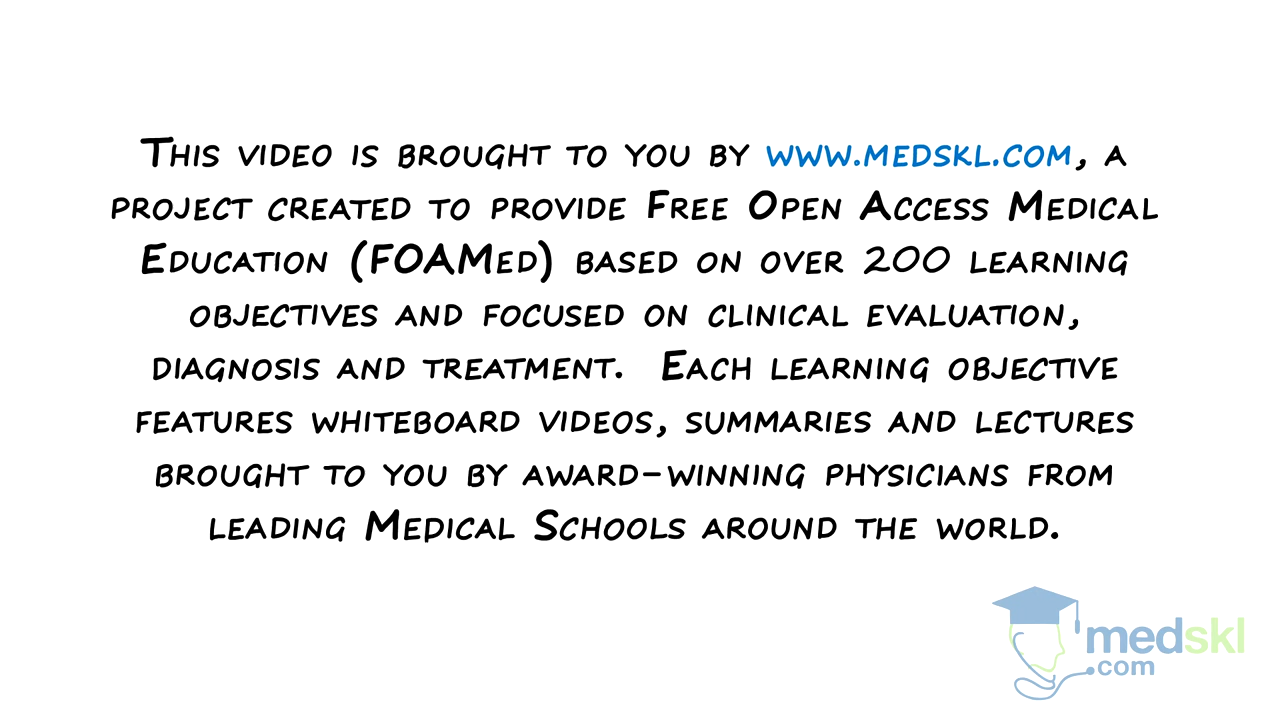 This video is brought to you by www.medskl.com, a
project created to provide Free Open Access Medical
Education (FOAMed) based on over 200 learning
objectives and focused on clinical evaluation,
diagnosis and treatment.  Each learning objective
features whiteboard videos, summaries and lectures
brought to you by award-winning physicians from
leading Medical Schools around the world.
medskl
.com